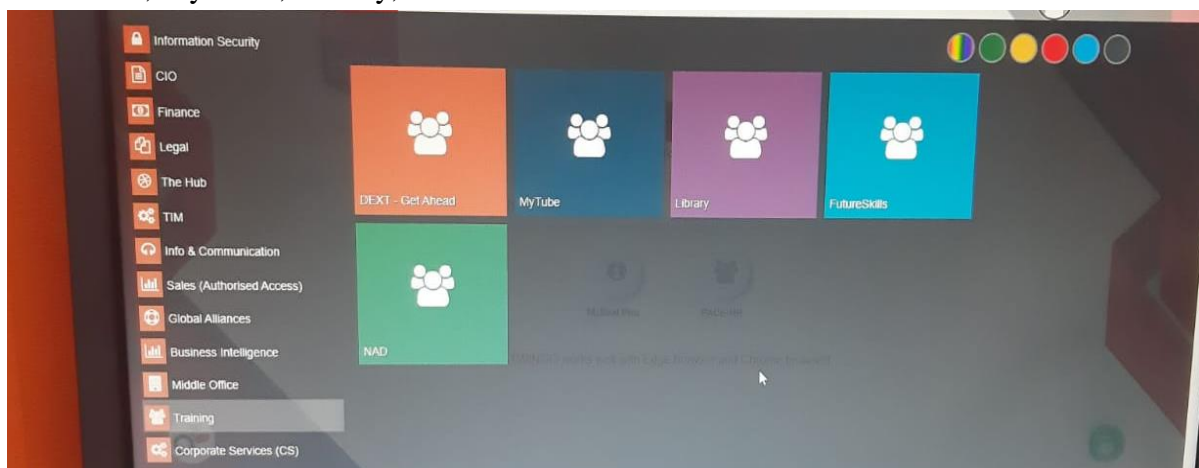 Information Security
CIO
Finance
Legal
The Hub
TIM
Info & Communication
Sales (Authorised Access)
Global Alliances
Business Intelligence
Middle Office
Training
Corporate Services (CS)
DEXT - Get Ahead
MyTube
Library
FutureSkills
NAD